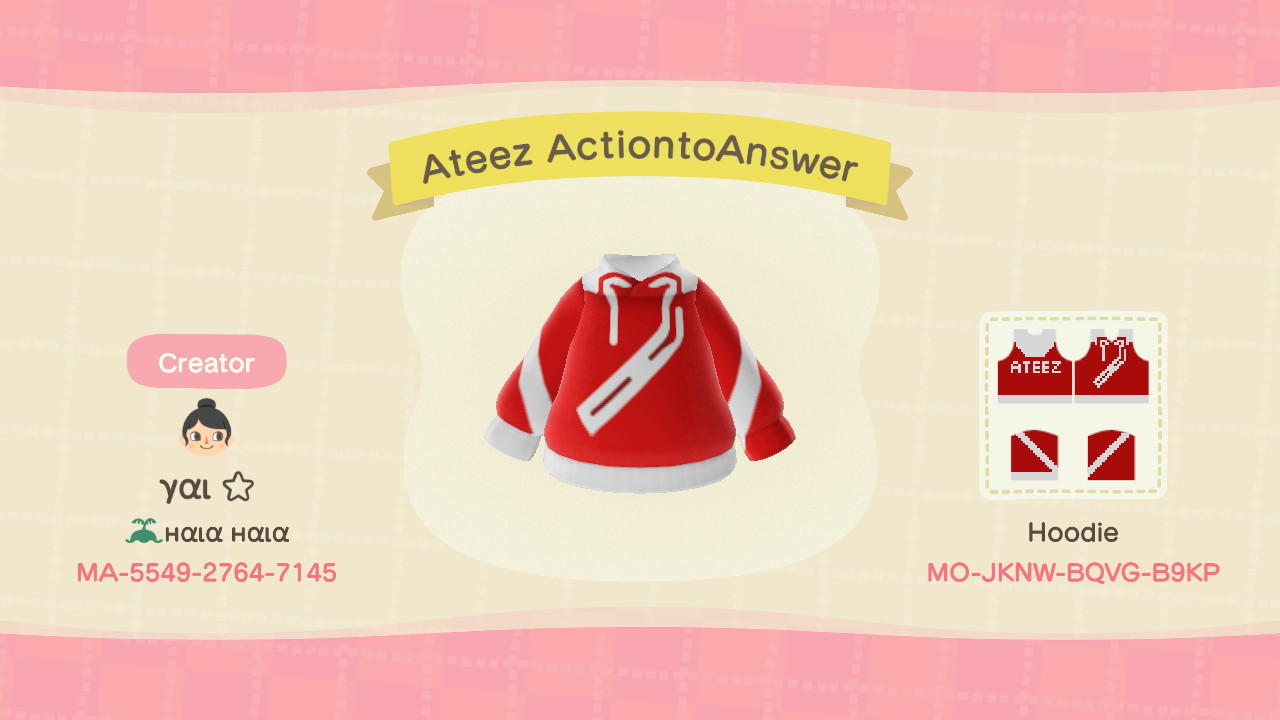 Ateez ActiontoAnswer
Creator
γαι ☆
нαια нαια
MA-5549-2764-7145
ATEEZ
Hoodie
MO-JKNW-BQVG-B9KP